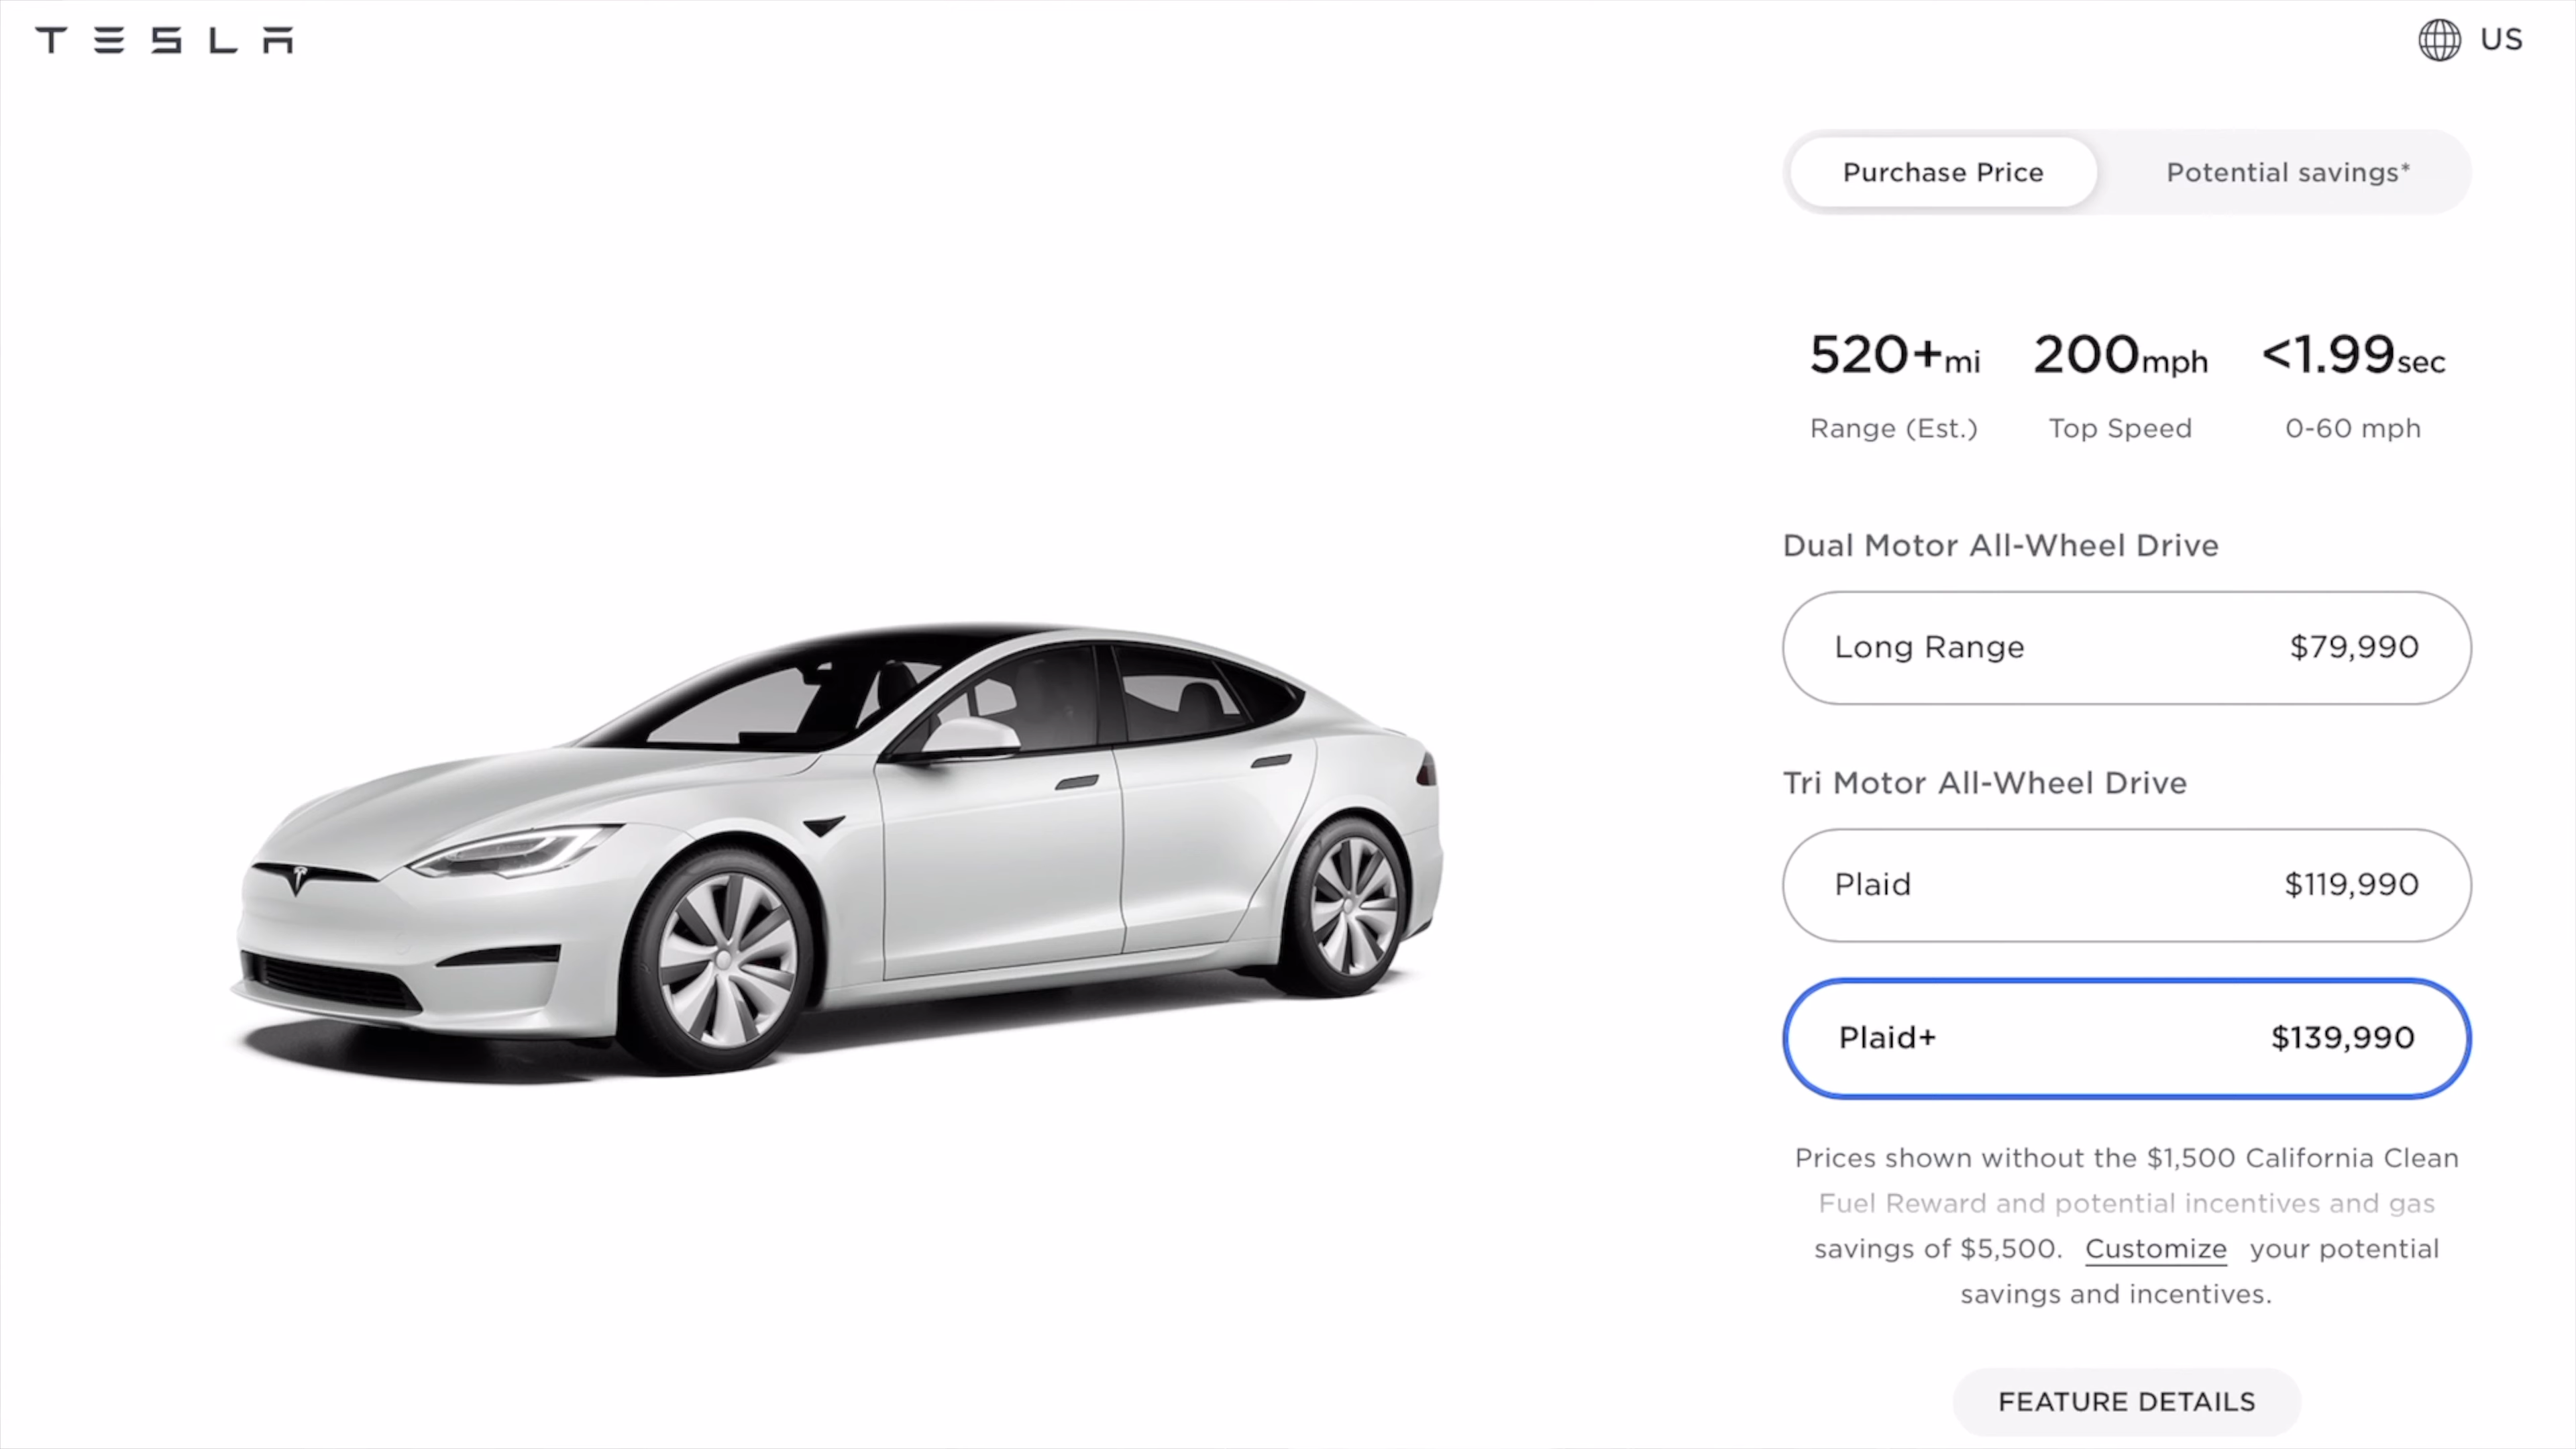 TESLA
US
Purchase Price Potential savings*
520+mi 200mph <1.99sec
Range (Est.) Top Speed 0-60 mph
Dual Motor All-Wheel Drive
Long Range $79,990
Tri Motor All-Wheel Drive
Plaid $119,990
Plaid+ $139,990
Prices shown without the $1,500 California Clean
Fuel Reward and potential incentives and gas
savings of $5,500. Customize your potential
savings and incentives.
FEATURE DETAILS